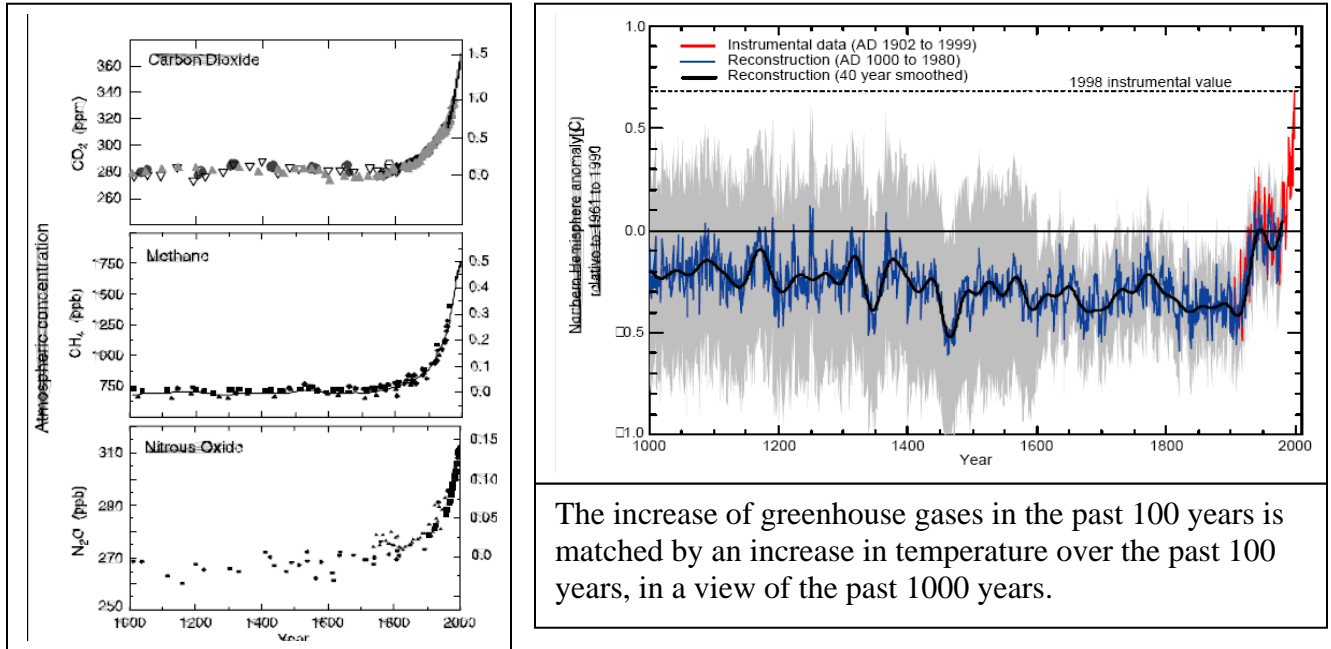 Atmospheric concentration
Carbon Dioxide
CO₂ (ppm)
360
340
320
300
280
260
1.5
1.0
0.5
0.0
Methane
CH₄ (ppb)
1750
1500
1250
1000
750
0.5
0.4
0.3
0.2
0.1
0.0
Nitrous Oxide
N₂O (ppb)
310
290
270
250
0.15
0.10
0.05
0.0
1000 1200 1400 1600 1800 2000
Year
Northern Hemisphere anomaly
relative to 1961 to 1990
1.0
0.5
0.0
0.5
1.0
Instrumental data (AD 1902 to 1999)
Reconstruction (AD 1000 to 1980)
Reconstruction (40 year smoothed)
1998 instrumental value
1000 1200 1400 1600 1800 2000
Year
The increase of greenhouse gases in the past 100 years is
matched by an increase in temperature over the past 100
years, in a view of the past 1000 years.